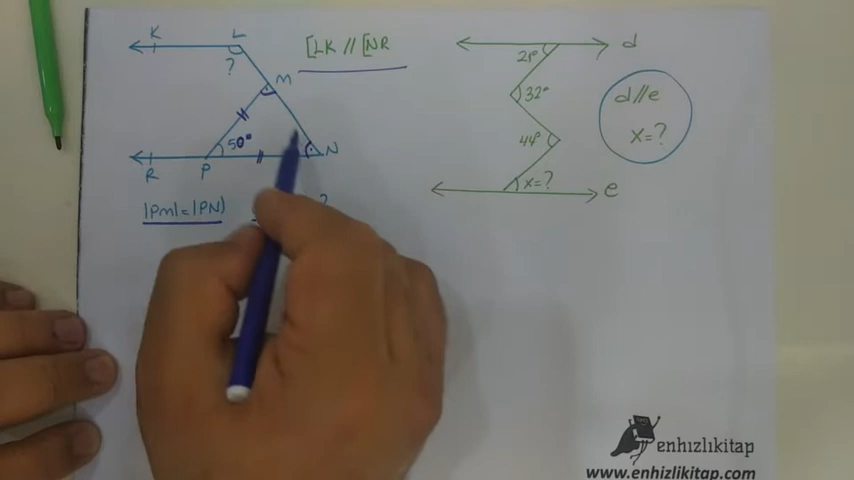 K L
[LK // [NR
?
M
50°
R P N
|PM| = |PN|
?
d
21°
32°
44°
x=?
e
d//e
x=?
enhızlıkitap
www.enhizlikitap.com